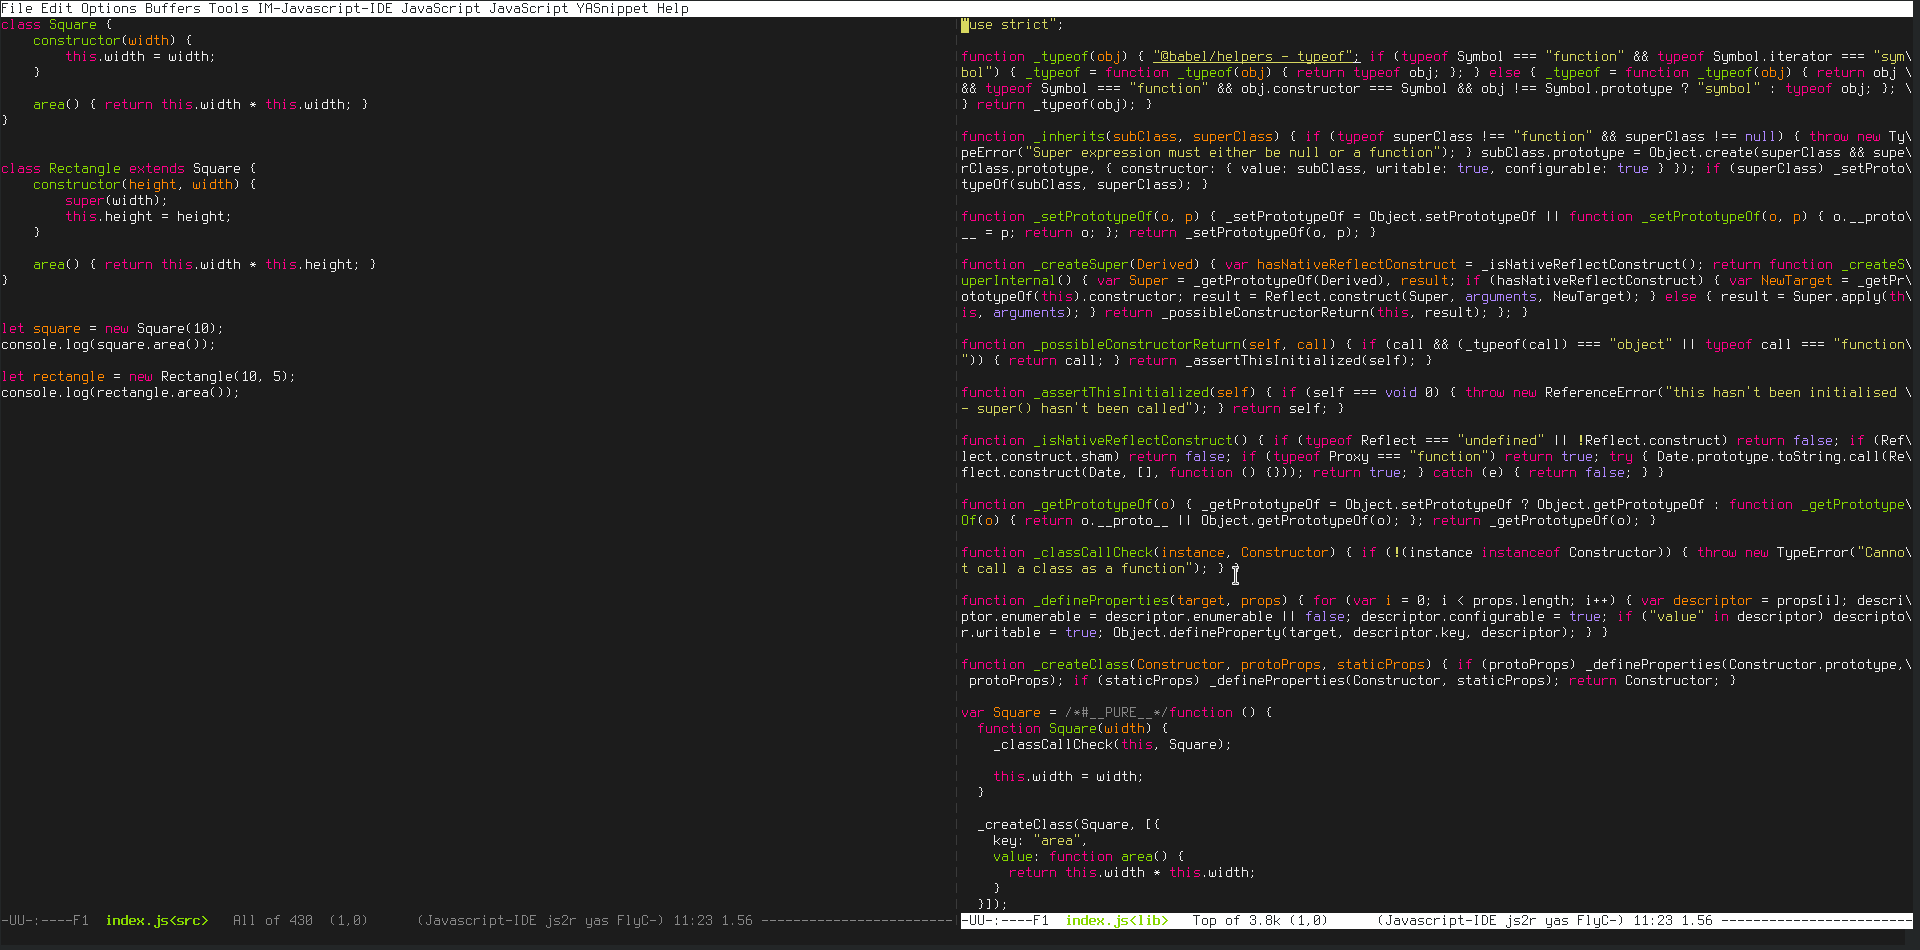 File Edit Options Buffers Tools IM-Javascript-IDE JavaScript JavaScript YASnippet Help
class Square {
    constructor(width) {
        this.width = width;
    }
    area() { return this.width * this.width; }
}
class Rectangle extends Square {
    constructor(height, width) {
        super(width);
        this.height = height;
    }
    area() { return this.width * this.height; }
}
let square = new Square(10);
console.log(square.area());
let rectangle = new Rectangle(10, 5);
console.log(rectangle.area());
-UU-:----F1  index.js<src>   All of 430  (1,0)      (Javascript-IDE js2r yas FlyC-) 11:23 1.56 ------------------------
"use strict";
function _typeof(obj) { "@babel/helpers - typeof"; if (typeof Symbol === "function" && typeof Symbol.iterator === "sym\
bol") { _typeof = function _typeof(obj) { return typeof obj; }; } else { _typeof = function _typeof(obj) { return obj \
&& typeof Symbol === "function" && obj.constructor === Symbol && obj !== Symbol.prototype ? "symbol" : typeof obj; }; \
} return _typeof(obj); }
function _inherits(subClass, superClass) { if (typeof superClass !== "function" && superClass !== null) { throw new Ty\
peError("Super expression must either be null or a function"); } subClass.prototype = Object.create(superClass && supe\
rClass.prototype, { constructor: { value: subClass, writable: true, configurable: true } }); if (superClass) _setProto\
typeOf(subClass, superClass); }
function _setPrototypeOf(o, p) { _setPrototypeOf = Object.setPrototypeOf || function _setPrototypeOf(o, p) { o.__proto\
__ = p; return o; }; return _setPrototypeOf(o, p); }
function _createSuper(Derived) { var hasNativeReflectConstruct = _isNativeReflectConstruct(); return function _createS\
uperInternal() { var Super = _getPrototypeOf(Derived), result; if (hasNativeReflectConstruct) { var NewTarget = _getPr\
ototypeOf(this).constructor; result = Reflect.construct(Super, arguments, NewTarget); } else { result = Super.apply(th\
is, arguments); } return _possibleConstructorReturn(this, result); }; }
function _possibleConstructorReturn(self, call) { if (call && (_typeof(call) === "object" || typeof call === "function\
")) { return call; } return _assertThisInitialized(self); }
function _assertThisInitialized(self) { if (self === void 0) { throw new ReferenceError("this hasn't been initialised \
- super() hasn't been called"); } return self; }
function _isNativeReflectConstruct() { if (typeof Reflect === "undefined" || !Reflect.construct) return false; if (Ref\
lect.construct.sham) return false; if (typeof Proxy === "function") return true; try { Date.prototype.toString.call(Re\
flect.construct(Date, [], function () {})); return true; } catch (e) { return false; } }
function _getPrototypeOf(o) { _getPrototypeOf = Object.setPrototypeOf ? Object.getPrototypeOf : function _getPrototype\
Of(o) { return o.__proto__ || Object.getPrototypeOf(o); }; return _getPrototypeOf(o); }
function _classCallCheck(instance, Constructor) { if (!(instance instanceof Constructor)) { throw new TypeError("Canno\
t call a class as a function"); } }
function _defineProperties(target, props) { for (var i = 0; i < props.length; i++) { var descriptor = props[i]; descri\
ptor.enumerable = descriptor.enumerable || false; descriptor.configurable = true; if ("value" in descriptor) descripto\
r.writable = true; Object.defineProperty(target, descriptor.key, descriptor); } }
function _createClass(Constructor, protoProps, staticProps) { if (protoProps) _defineProperties(Constructor.prototype,\
 protoProps); if (staticProps) _defineProperties(Constructor, staticProps); return Constructor; }
var Square = /*#__PURE__*/function () {
  function Square(width) {
    _classCallCheck(this, Square);
    this.width = width;
  }
  _createClass(Square, [{
    key: "area",
    value: function area() {
      return this.width * this.width;
    }
  }]);
-UU-:----F1  index.js<lib>   Top of 3.8k (1,0)      (Javascript-IDE js2r yas FlyC-) 11:23 1.56 ------------------------